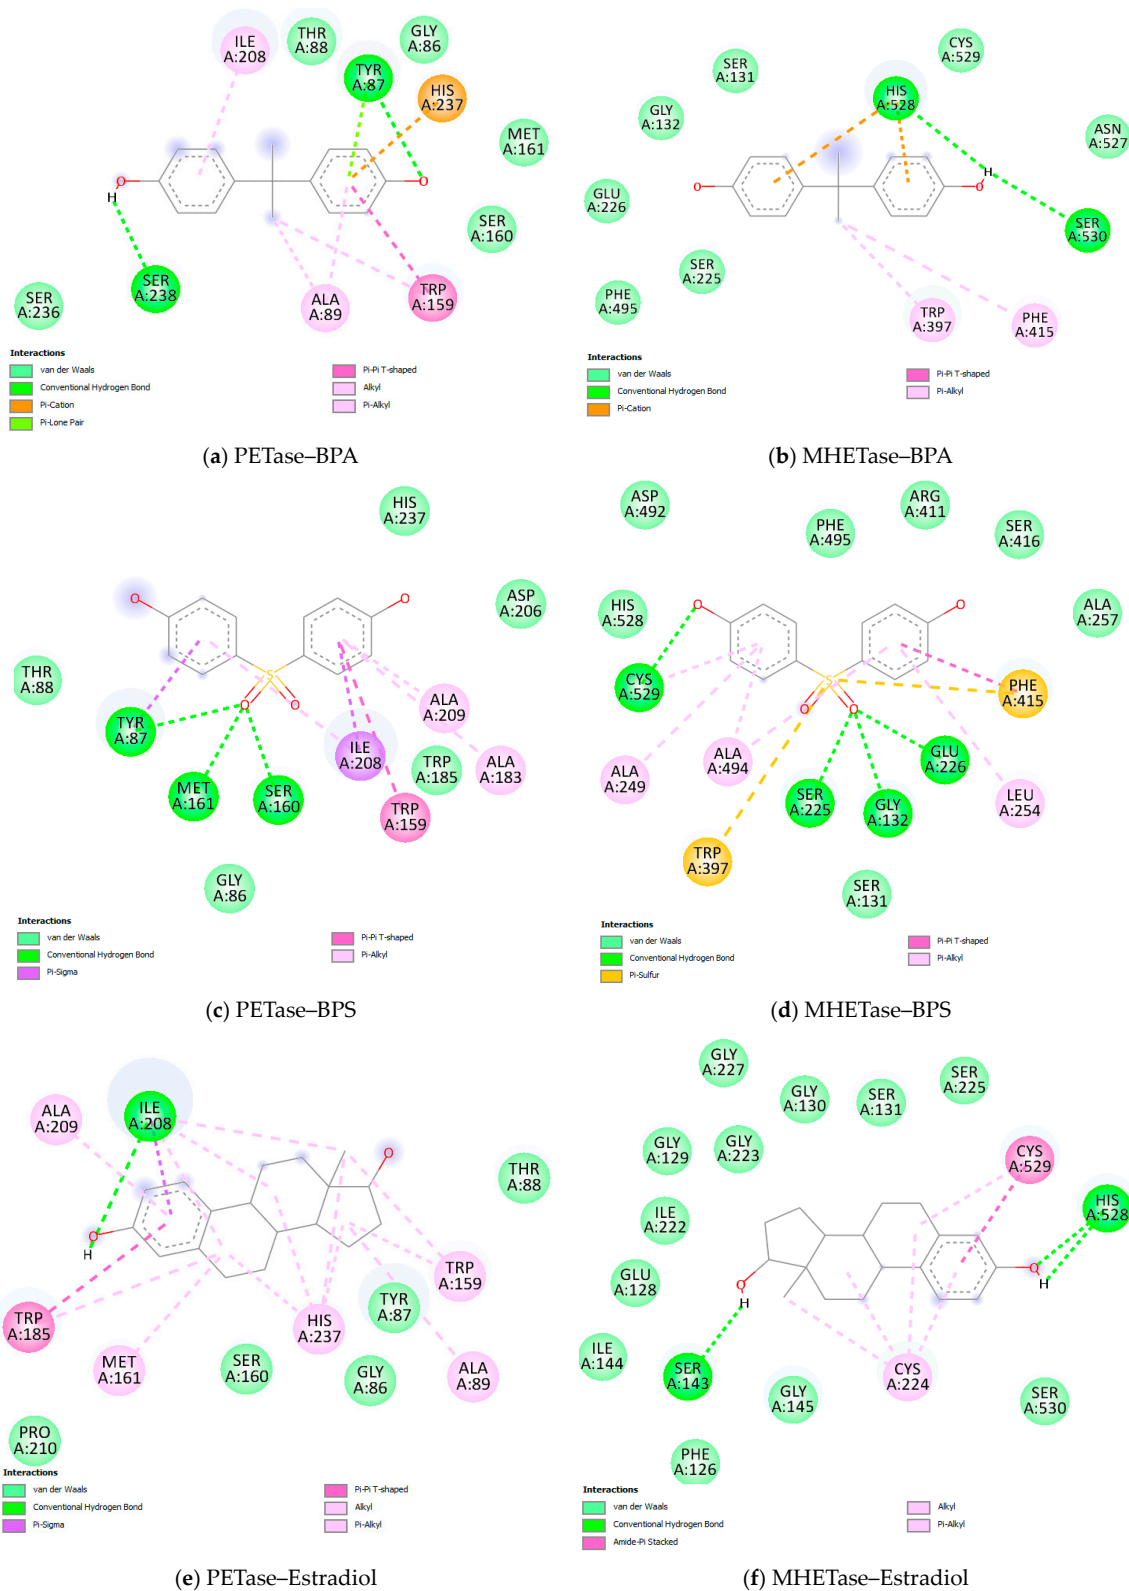 ILE
A:208
THR
A:88
GLY
A:86
TYR
A:87
HIS
A:237
MET
A:161
SER
A:160
O
H
O
SER
A:236
SER
A:238
ALA
A:89
TRP
A:159
Interactions
van der Waals
Conventional Hydrogen Bond
Pi-Cation
Pi-Lone Pair
Pi-Pi T-shaped
Alkyl
Pi-Alkyl
(a) PETase–BPA
CYS
A:529
SER
A:131
HIS
A:528
GLY
A:132
ASN
A:527
H
O
O
GLU
A:226
SER
A:530
SER
A:225
PHE
A:495
TRP
A:397
PHE
A:415
Interactions
van der Waals
Conventional Hydrogen Bond
Pi-Cation
Pi-Pi T-shaped
Pi-Alkyl
(b) MHETase–BPA
HIS
A:237
ASP
A:206
O
O
THR
A:88
S
O
O
TYR
A:87
ALA
A:209
ILE
A:208
TRP
A:185
ALA
A:183
MET
A:161
SER
A:160
TRP
A:159
GLY
A:86
Interactions
van der Waals
Conventional Hydrogen Bond
Pi-Sigma
Pi-Pi T-shaped
Pi-Alkyl
(c) PETase–BPS
ASP
A:492
ARG
A:411
PHE
A:495
SER
A:416
HIS
A:528
O
O
ALA
A:257
CYS
A:529
S
O
O
PHE
A:415
ALA
A:249
ALA
A:494
GLU
A:226
SER
A:225
GLY
A:132
LEU
A:254
TRP
A:397
SER
A:131
Interactions
van der Waals
Conventional Hydrogen Bond
Pi-Sulfur
Pi-Pi T-shaped
Pi-Alkyl
(d) MHETase–BPS
ALA
A:209
ILE
A:208
O
THR
A:88
O
H
TRP
A:159
TRP
A:185
HIS
A:237
TYR
A:87
MET
A:161
SER
A:160
GLY
A:86
ALA
A:89
PRO
A:210
Interactions
van der Waals
Conventional Hydrogen Bond
Pi-Sigma
Pi-Pi T-shaped
Alkyl
Pi-Alkyl
(e) PETase–Estradiol
GLY
A:227
SER
A:225
GLY
A:130
SER
A:131
GLY
A:129
GLY
A:223
CYS
A:529
ILE
A:222
HIS
A:528
GLU
A:128
O
H
O
H
ILE
A:144
SER
A:143
GLY
A:145
CYS
A:224
SER
A:530
PHE
A:126
Interactions
van der Waals
Conventional Hydrogen Bond
Amide-Pi Stacked
Alkyl
Pi-Alkyl
(f) MHETase–Estradiol